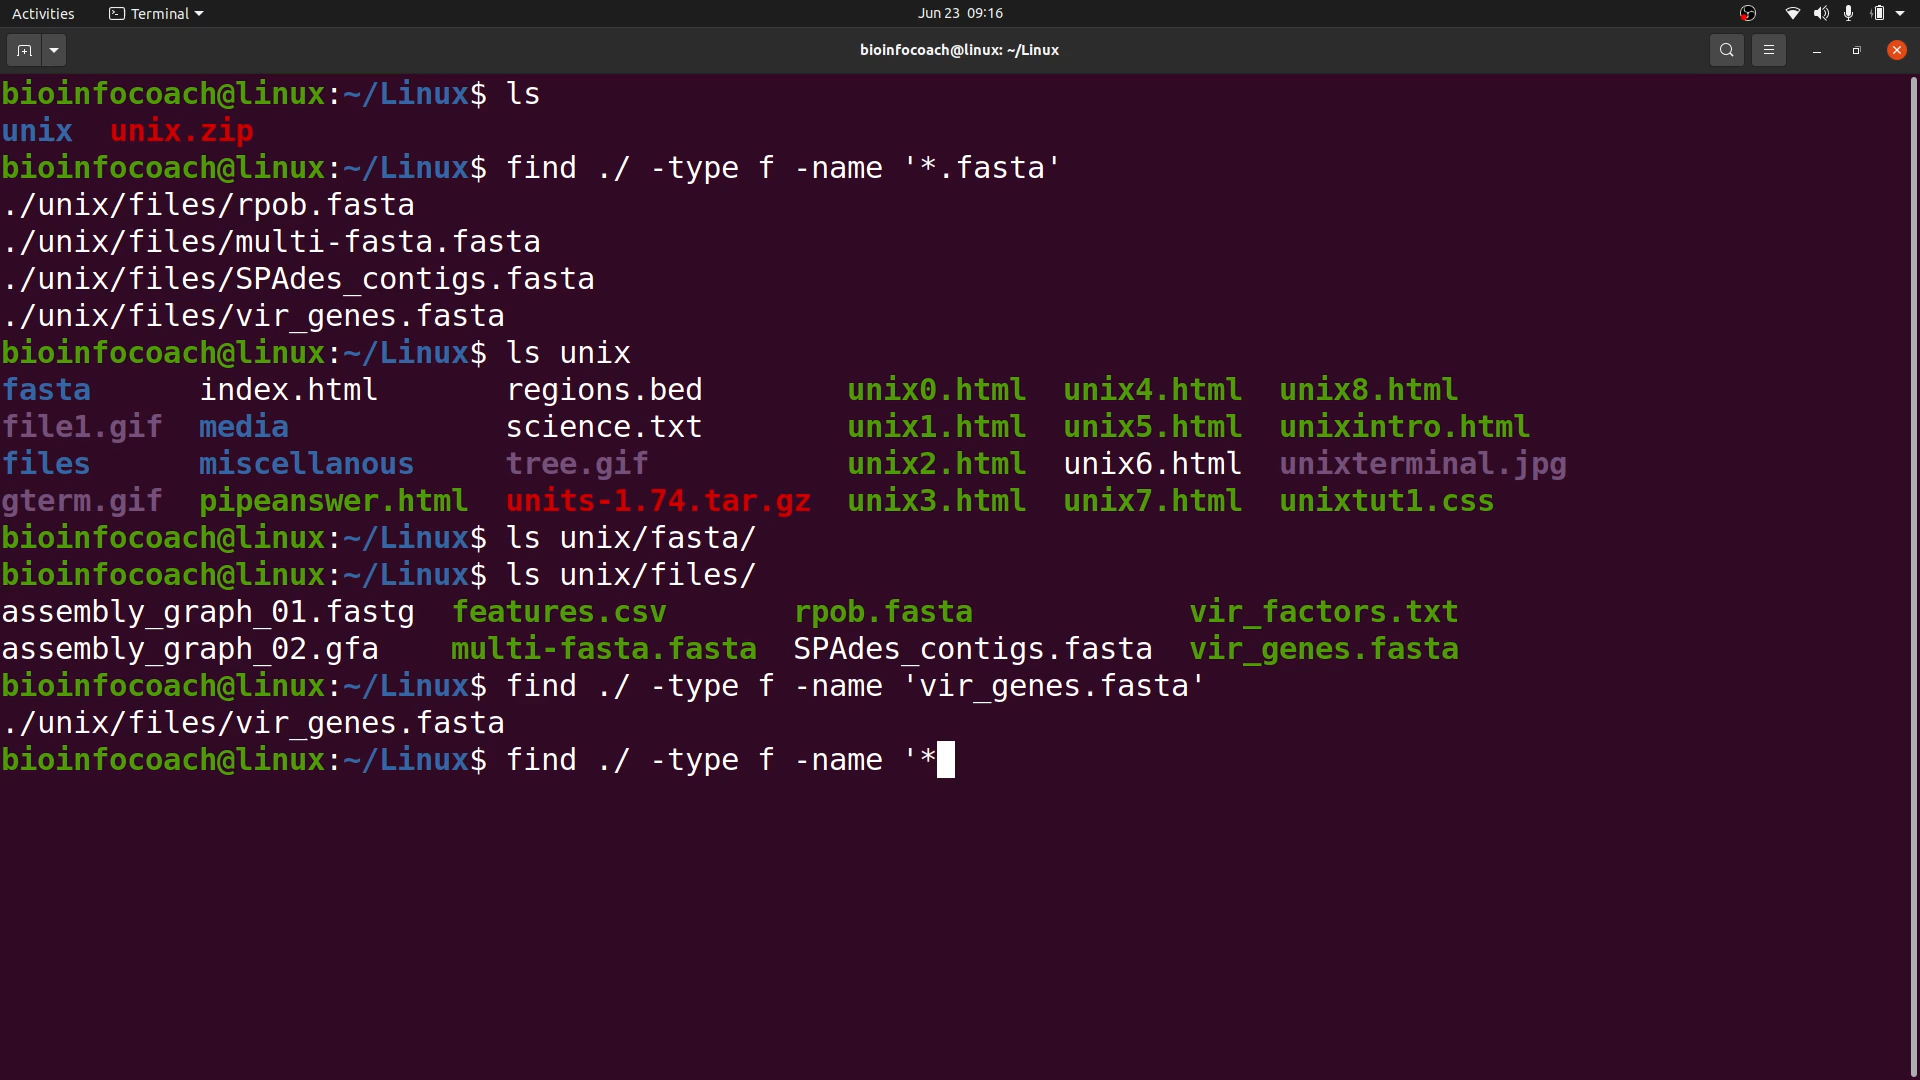 Activities Terminal Jun 23 09:16
bioinfocoach@linux: ~/Linux
bioinfocoach@linux:~/Linux$ ls
unix unix.zip
bioinfocoach@linux:~/Linux$ find ./ -type f -name '*.fasta'
./unix/files/rpob.fasta
./unix/files/multi-fasta.fasta
./unix/files/SPAdes_contigs.fasta
./unix/files/vir_genes.fasta
bioinfocoach@linux:~/Linux$ ls unix
fasta index.html regions.bed unix0.html unix4.html unix8.html
file1.gif media science.txt unix1.html unix5.html unixintro.html
files miscellanous tree.gif unix2.html unix6.html unixterminal.jpg
gterm.gif pipeanswer.html units-1.74.tar.gz unix3.html unix7.html unixtut1.css
bioinfocoach@linux:~/Linux$ ls unix/fasta/
bioinfocoach@linux:~/Linux$ ls unix/files/
assembly_graph_01.fastg features.csv rpob.fasta vir_factors.txt
assembly_graph_02.gfa multi-fasta.fasta SPAdes_contigs.fasta vir_genes.fasta
bioinfocoach@linux:~/Linux$ find ./ -type f -name 'vir_genes.fasta'
./unix/files/vir_genes.fasta
bioinfocoach@linux:~/Linux$ find ./ -type f -name '*